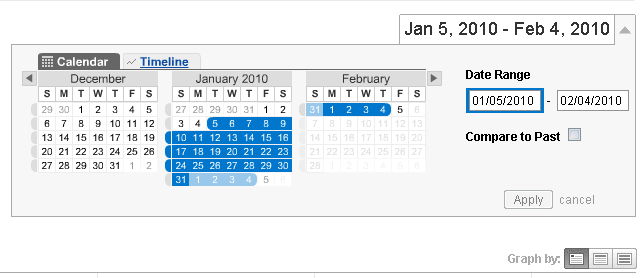 Jan 5, 2010 - Feb 4, 2010
Calendar Timeline
December January 2010 February
S M T W T F S S M T W T F S S M T W T F S
29 30 1 2 3 4 5 27 28 29 30 31 1 2 31 1 2 3 4 5 6
6 7 8 9 10 11 12 3 4 5 6 7 8 9 7 8 9 10 11 12 13
13 14 15 16 17 18 19 10 11 12 13 14 15 16 14 15 16 17 18 19 20
20 21 22 23 24 25 26 17 18 19 20 21 22 23 21 22 23 24 25 26 27
27 28 29 30 31 1 2 24 25 26 27 28 29 30 28
31 1 2 3 4 5 6
Date Range
01/05/2010 - 02/04/2010
Compare to Past
Apply cancel
Graph by: